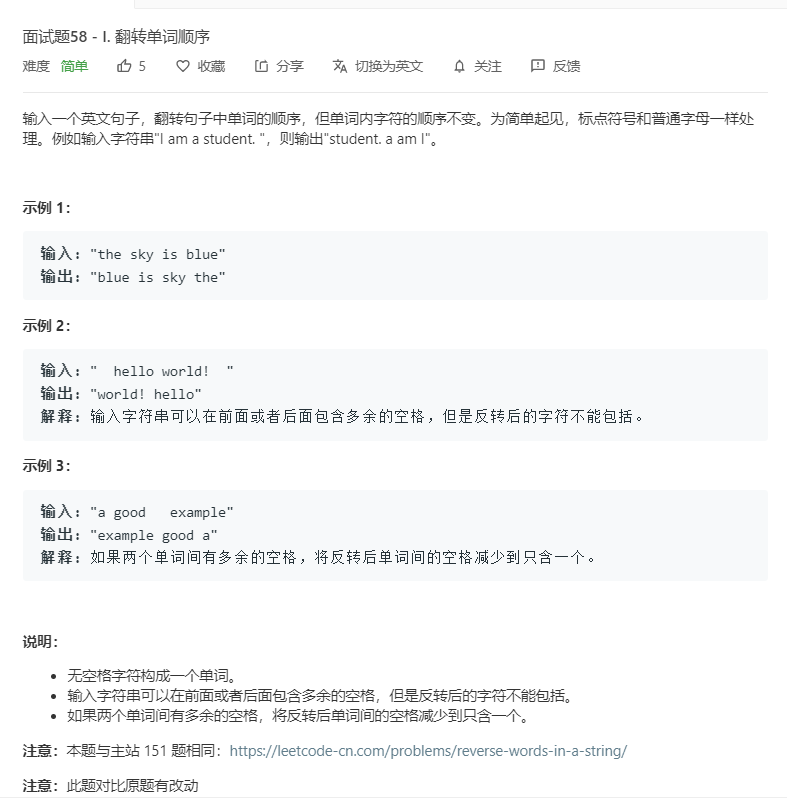 面试题58 - I. 翻转单词顺序
难度 简单 5 收藏 分享 切换为英文 关注 反馈
输入一个英文句子，翻转句子中单词的顺序，但单词内字符的顺序不变。为简单起见，标点符号和普通字母一样处
理。例如输入字符串"I am a student. "，则输出"student. a am I"。
示例 1：
输入："the sky is blue"
输出："blue is sky the"
示例 2：
输入："  hello world!  "
输出："world! hello"
解释：输入字符串可以在前面或者后面包含多余的空格，但是反转后的字符不能包括。
示例 3：
输入："a good   example"
输出："example good a"
解释：如果两个单词间有多余的空格，将反转后单词间的空格减少到只含一个。
说明：
• 无空格字符构成一个单词。
• 输入字符串可以在前面或者后面包含多余的空格，但是反转后的字符不能包括。
• 如果两个单词间有多余的空格，将反转后单词间的空格减少到只含一个。
注意：本题与主站 151 题相同：https://leetcode-cn.com/problems/reverse-words-in-a-string/
注意：此题对比原题有改动